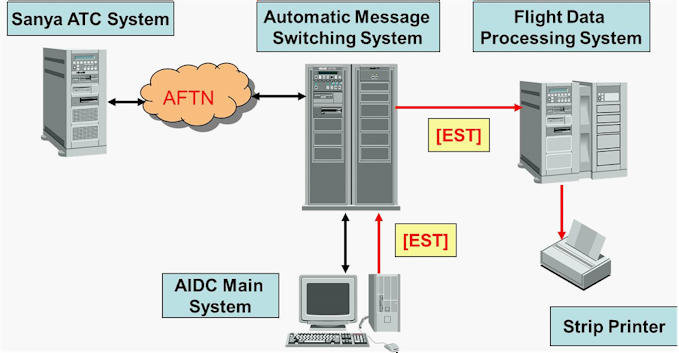 Sanya ATC System
Automatic Message
Switching System
Flight Data
Processing System
AFTN
[EST]
[EST]
AIDC Main
System
Strip Printer